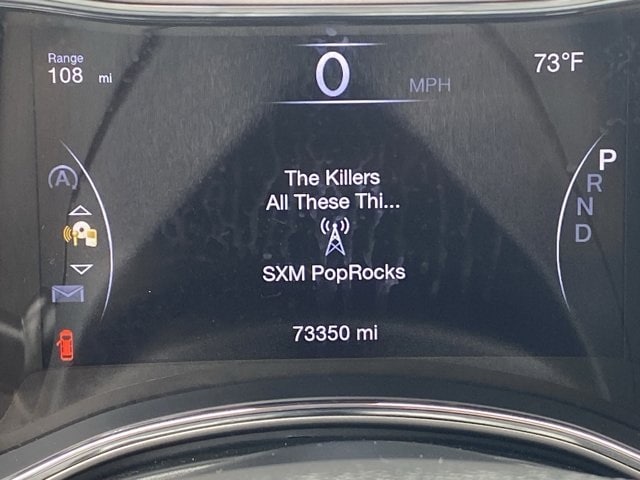 Range
108 mi
0
MPH
73°F
A
P
R
N
D
The Killers
All These Thi...
SXM PopRocks
73350 mi